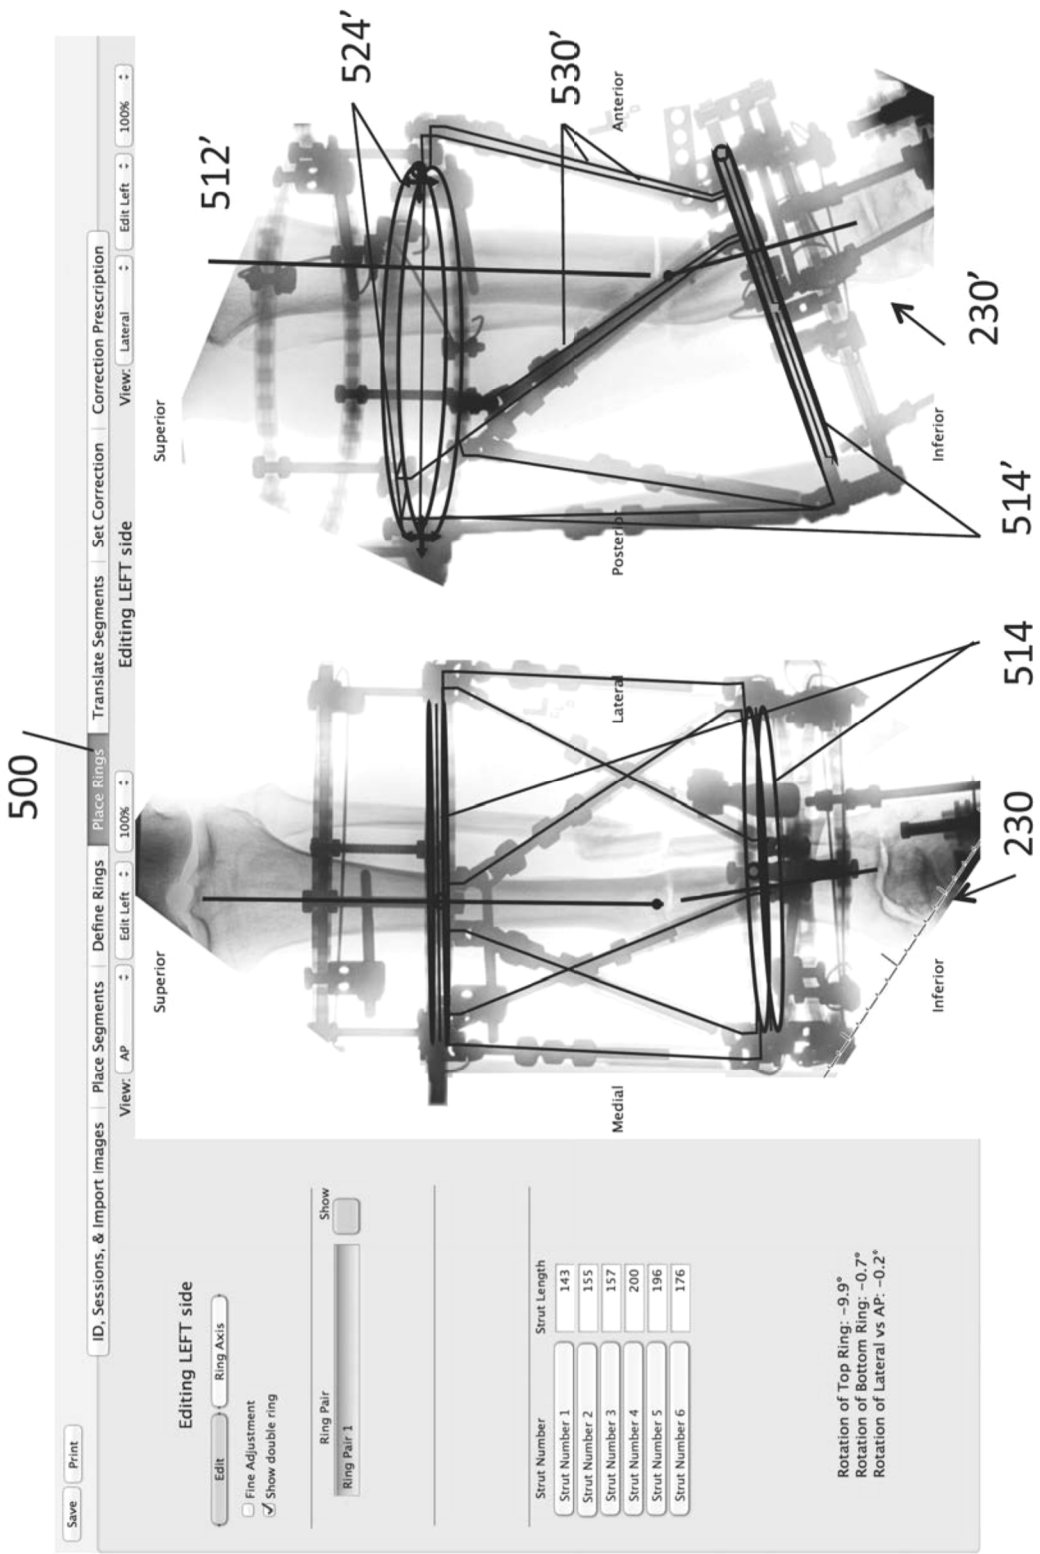 500
Save
Print
ID, Sessions, & Import Images
Place Segments
Define Rings
Place Rings
Translate Segments
Set Correction
Correction Prescription
Editing LEFT side
View: AP
Edit Left
100%
View: Lateral
Edit Left
100%
Editing LEFT side
Edit
Ring Axis
Fine Adjustment
Show double ring
Ring Pair
Show
Ring Pair 1
Strut Number Strut Length
Strut Number 1 143
Strut Number 2 155
Strut Number 3 157
Strut Number 4 200
Strut Number 5 196
Strut Number 6 176
Rotation of Top Ring: −9.9°
Rotation of Bottom Ring: −0.7°
Rotation of Lateral vs AP: −0.2°
Superior
Medial
Lateral
Inferior
230
514
Superior
Posterior
Anterior
Inferior
512'
524'
530'
514'
230'